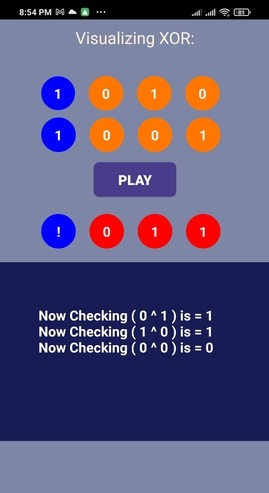 8:54 PM
81
Visualizing XOR:
1 0 1 0
1 0 0 1
PLAY
! 0 1 1
Now Checking ( 0 ^ 1 ) is = 1
Now Checking ( 1 ^ 0 ) is = 1
Now Checking ( 0 ^ 0 ) is = 0